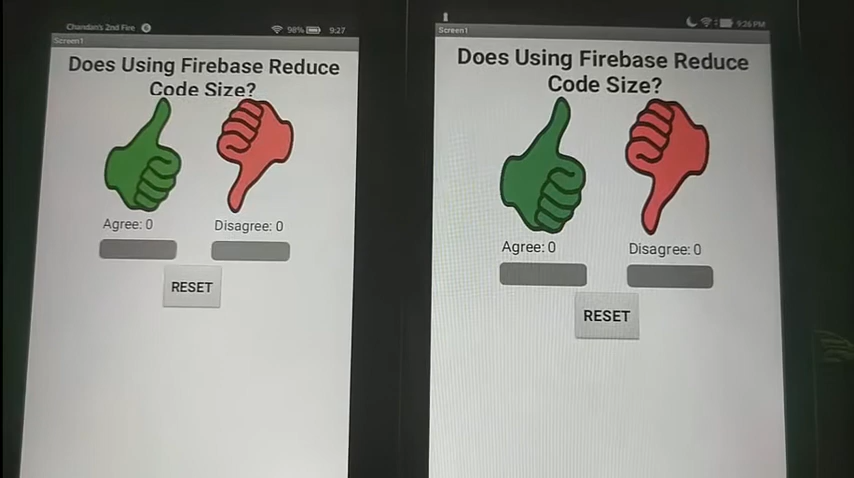 Chandan's 2nd Fire 6
98% 9:27
Screen1
Does Using Firebase Reduce
Code Size?
Agree: 0
Disagree: 0
RESET
9:26 PM
Screen1
Does Using Firebase Reduce
Code Size?
Agree: 0
Disagree: 0
RESET